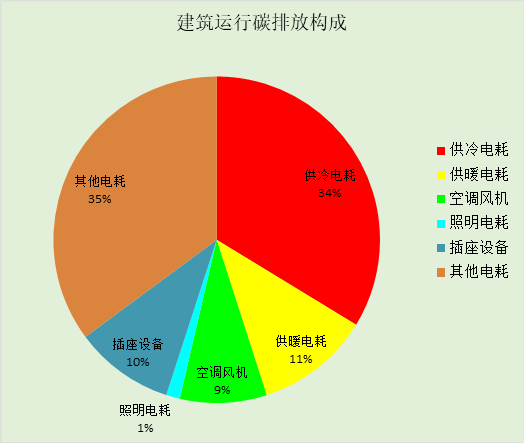 建筑运行碳排放构成
供冷电耗
34%
供暖电耗
11%
空调风机
9%
照明电耗
1%
插座设备
10%
其他电耗
35%
供冷电耗
供暖电耗
空调风机
照明电耗
插座设备
其他电耗